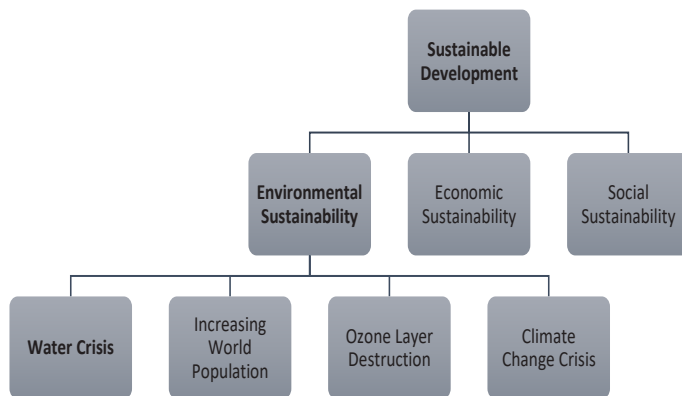 Sustainable
Development
Environmental
Sustainability
Economic
Sustainability
Social
Sustainability
Water Crisis
Increasing
World
Population
Ozone Layer
Destruction
Climate
Change Crisis